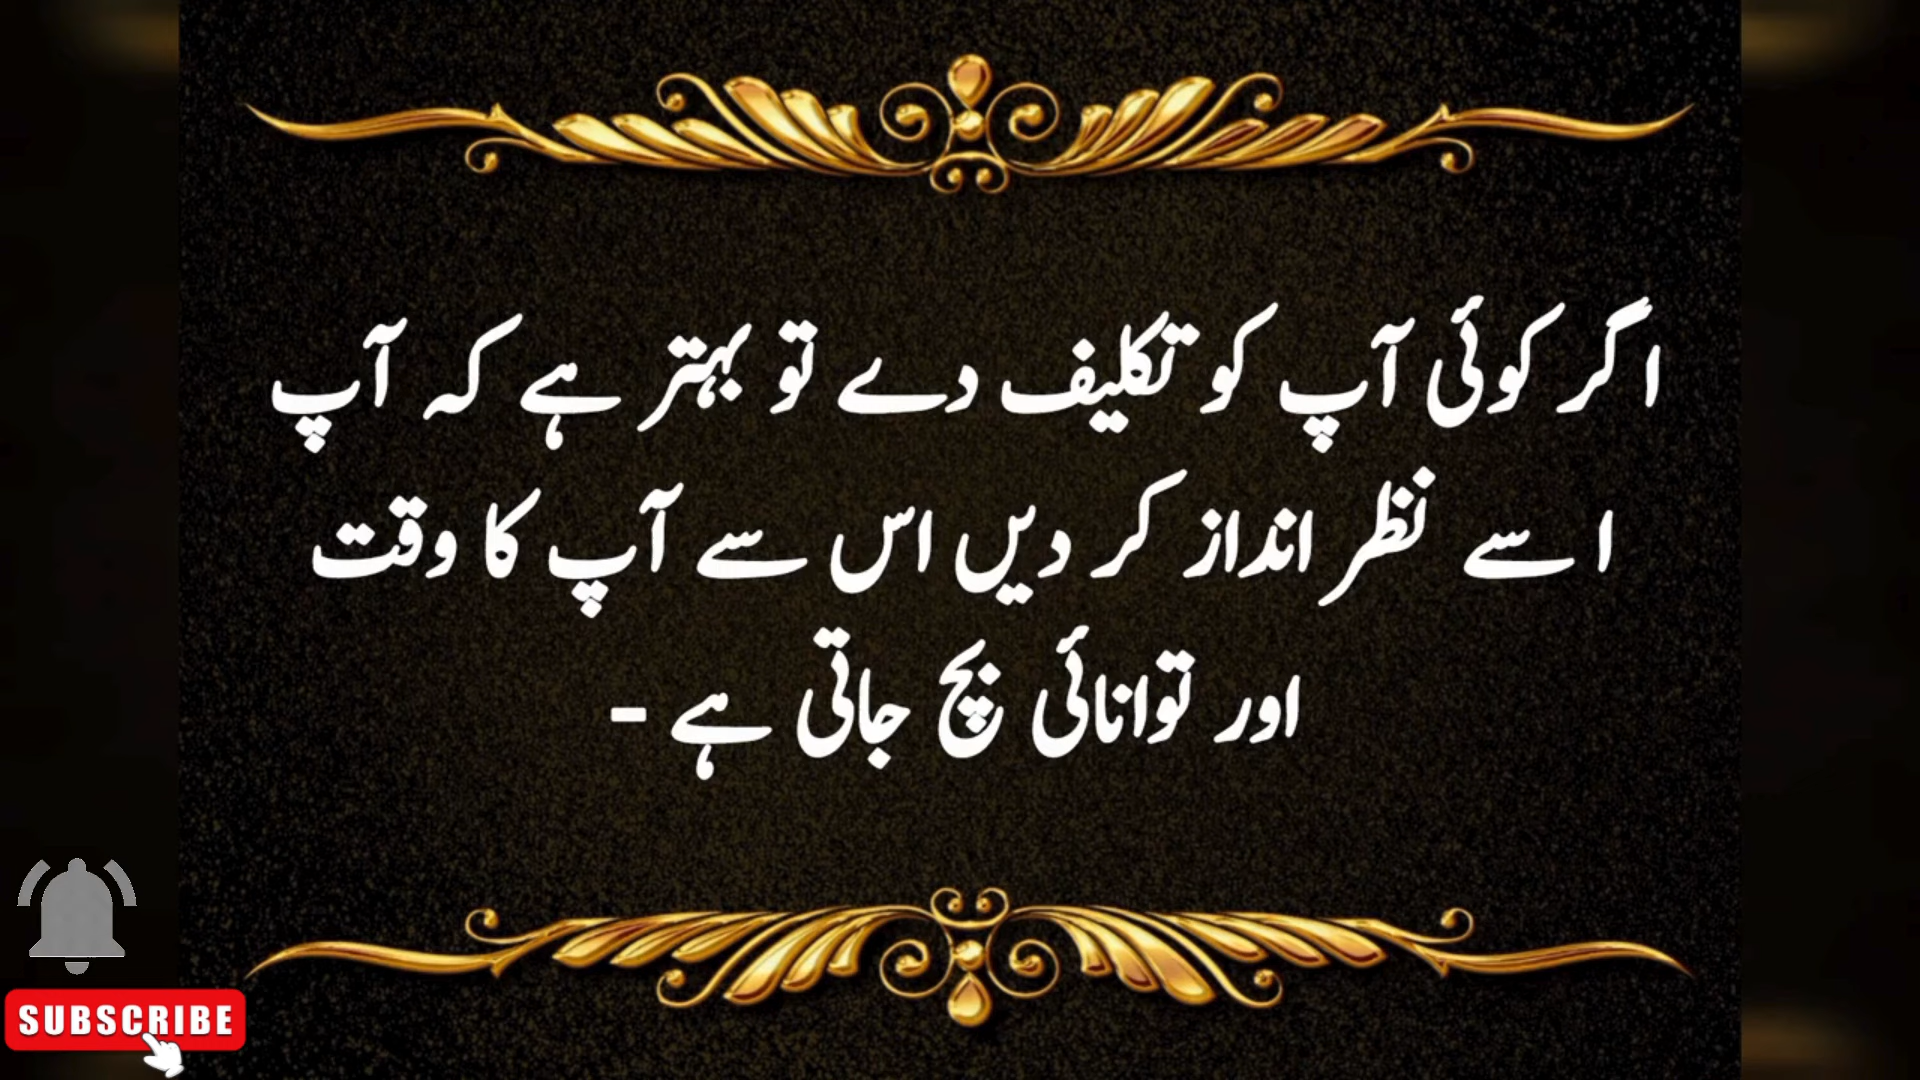 اگر کوئی آپ کو تکلیف دے تو بہتر ہے کہ آپ
اسے نظر انداز کر دیں اس سے آپ کا وقت
اور توانائی بچ جاتی ہے -
SUBSCRIBE